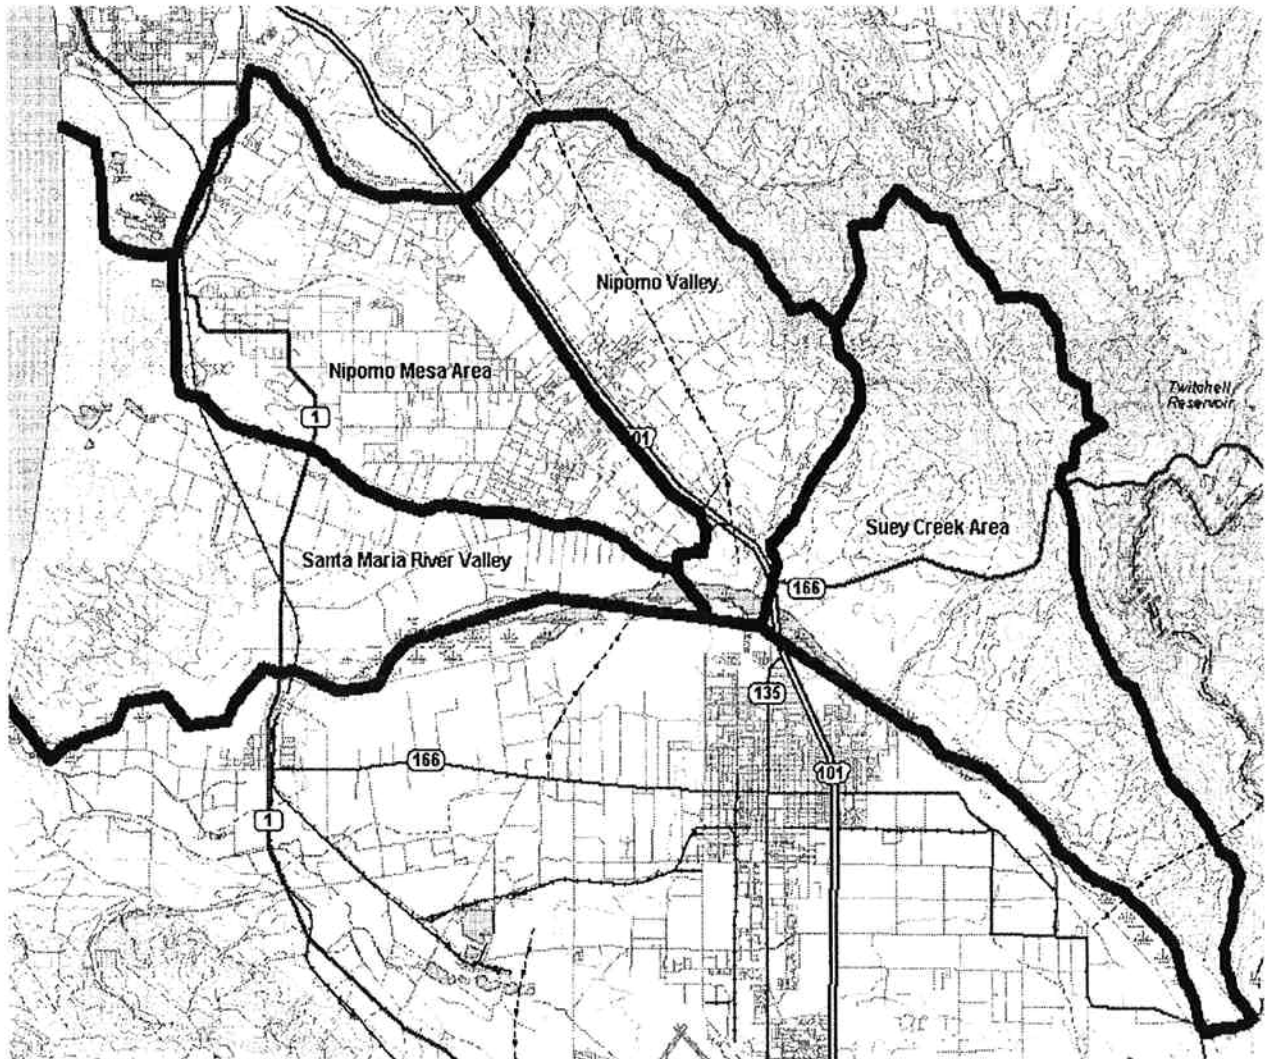 Nipomo Valley
Nipomo Mesa Area
Twitchell
Reservoir
1
101
Suey Creek Area
Santa Maria River Valley
166
135
166
101
1